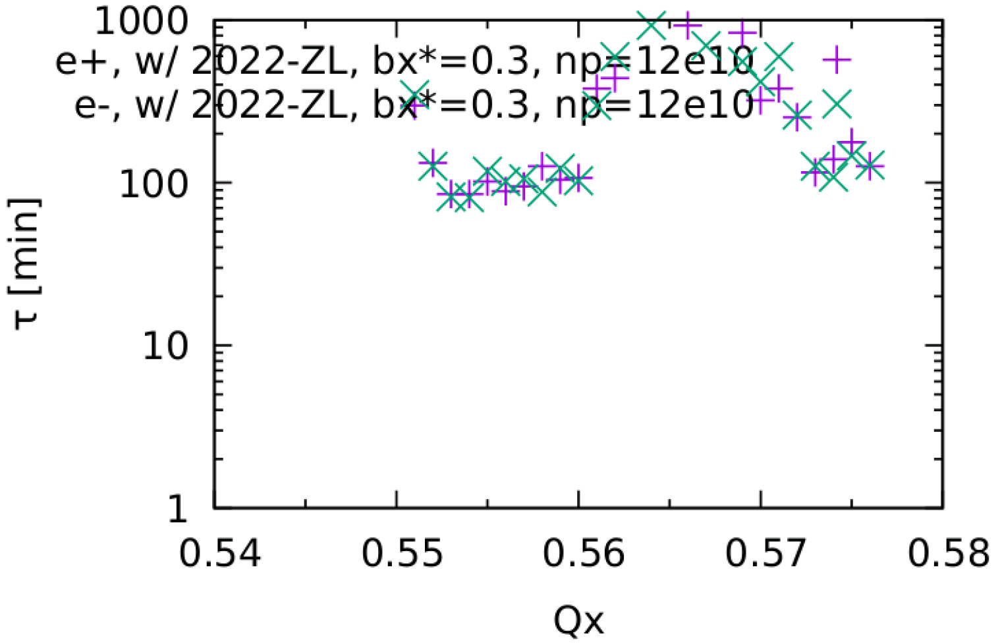 1000
e+, w/ 2022-ZL, bx*=0.3, np=12e10
e-, w/ 2022-ZL, bx*=0.3, np=12e10
100
τ [min]
10
1
0.54 0.55 0.56 0.57 0.58
Qx